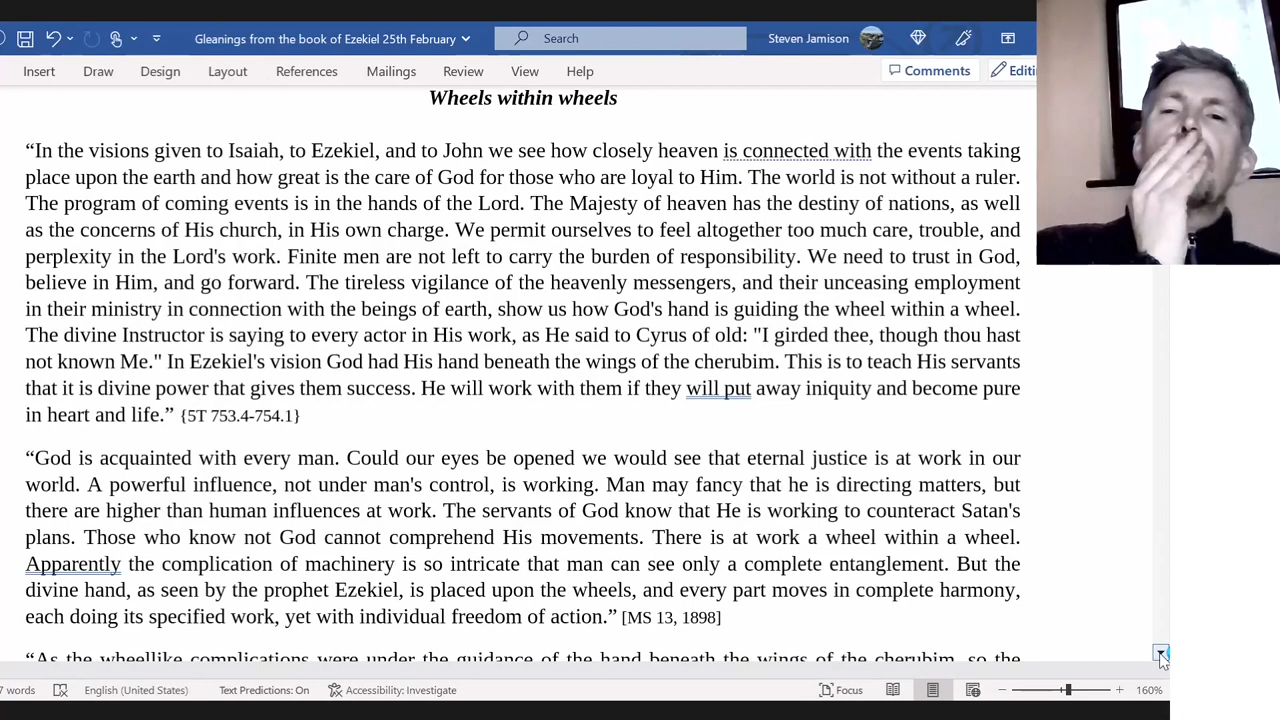 Gleanings from the book of Ezekiel 25th February
Search
Steven Jamison
Insert Draw Design Layout References Mailings Review View Help
Comments
Wheels within wheels
“In the visions given to Isaiah, to Ezekiel, and to John we see how closely heaven is connected with the events taking
place upon the earth and how great is the care of God for those who are loyal to Him. The world is not without a ruler.
The program of coming events is in the hands of the Lord. The Majesty of heaven has the destiny of nations, as well
as the concerns of His church, in His own charge. We permit ourselves to feel altogether too much care, trouble, and
perplexity in the Lord's work. Finite men are not left to carry the burden of responsibility. We need to trust in God,
believe in Him, and go forward. The tireless vigilance of the heavenly messengers, and their unceasing employment
in their ministry in connection with the beings of earth, show us how God's hand is guiding the wheel within a wheel.
The divine Instructor is saying to every actor in His work, as He said to Cyrus of old: "I girded thee, though thou hast
not known Me." In Ezekiel's vision God had His hand beneath the wings of the cherubim. This is to teach His servants
that it is divine power that gives them success. He will work with them if they will put away iniquity and become pure
in heart and life.” {5T 753.4-754.1}
“God is acquainted with every man. Could our eyes be opened we would see that eternal justice is at work in our
world. A powerful influence, not under man's control, is working. Man may fancy that he is directing matters, but
there are higher than human influences at work. The servants of God know that He is working to counteract Satan's
plans. Those who know not God cannot comprehend His movements. There is at work a wheel within a wheel.
Apparently the complication of machinery is so intricate that man can see only a complete entanglement. But the
divine hand, as seen by the prophet Ezekiel, is placed upon the wheels, and every part moves in complete harmony,
each doing its specified work, yet with individual freedom of action.” [MS 13, 1898]
“As the wheellike complications were under the guidance of the hand beneath the wings of the cherubim, so the
7 words English (United States) Text Predictions: On Accessibility: Investigate Focus 160%